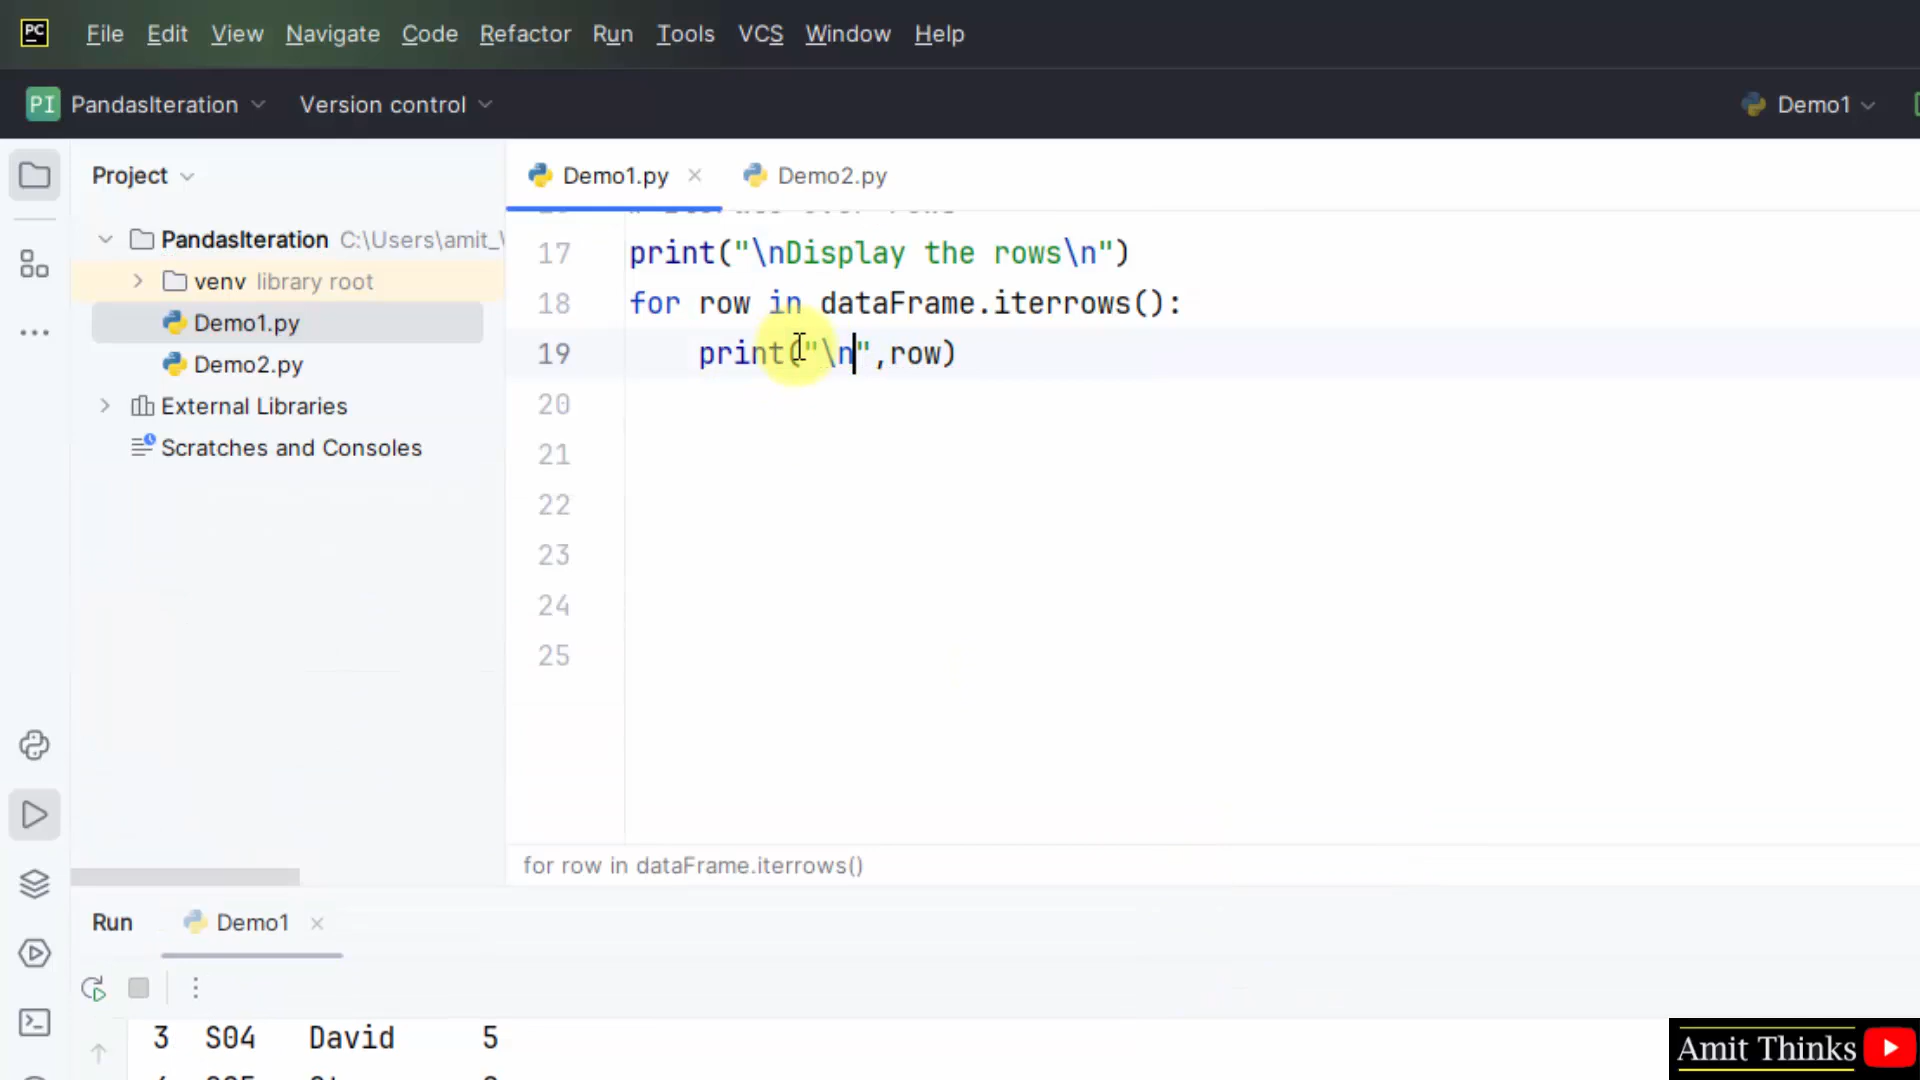 PC File Edit View Navigate Code Refactor Run Tools VCS Window Help
PI PandasIteration Version control Demo1
Project
Demo1.py Demo2.py
PandasIteration C:\Users\amit_
venv library root
Demo1.py
Demo2.py
External Libraries
Scratches and Consoles
17 print("\nDisplay the rows\n")
18 for row in dataFrame.iterrows():
19 print("\n",row)
20
21
22
23
24
25
for row in dataFrame.iterrows()
Run Demo1
3 S04 David 5
Amit Thinks